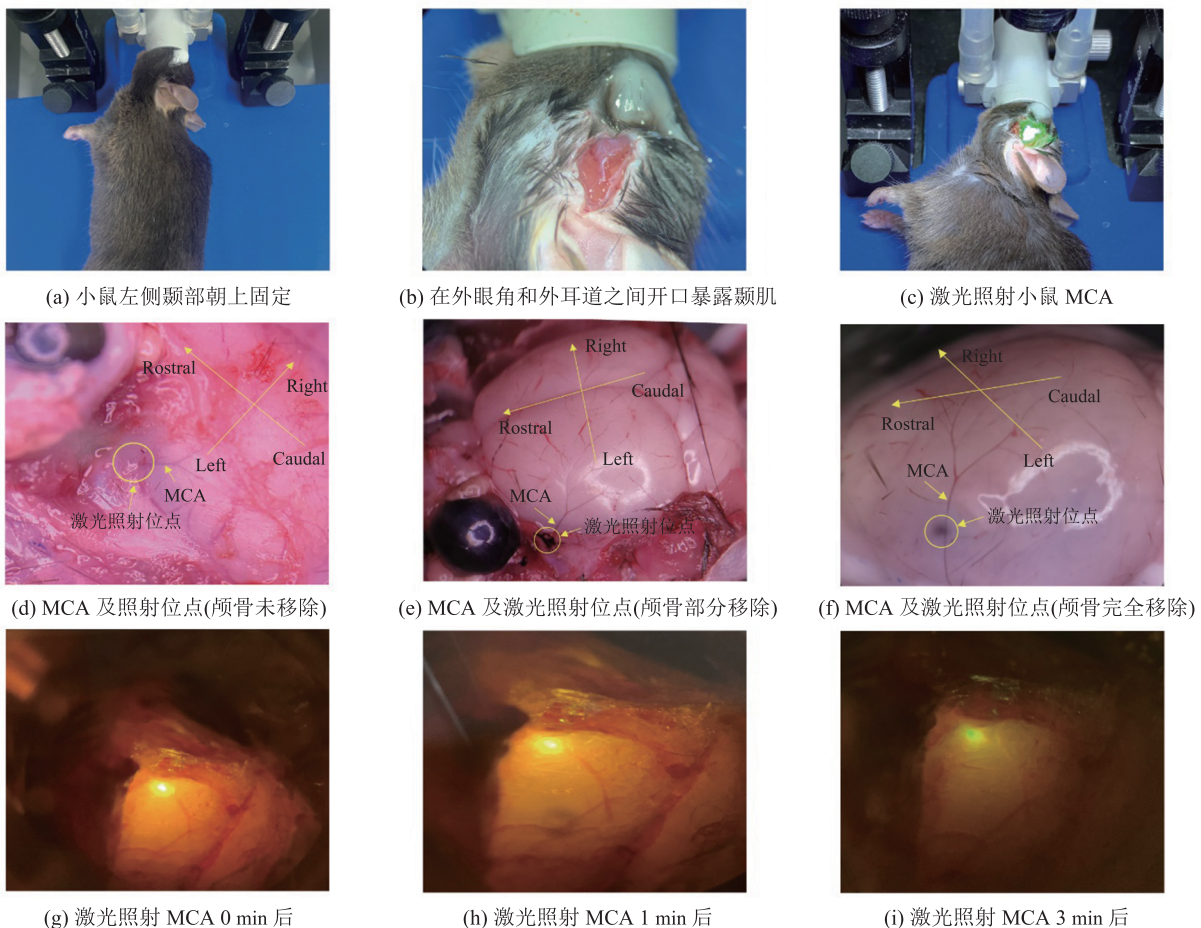 (a) 小鼠左侧颞部朝上固定
(b) 在外眼角和外耳道之间开口暴露颞肌
(c) 激光照射小鼠 MCA
Rostral
Right
Left
Caudal
MCA
激光照射位点
Right
Caudal
Rostral
Left
MCA
激光照射位点
Right
Caudal
Rostral
Left
MCA
激光照射位点
(d) MCA 及照射位点(颅骨未移除)
(e) MCA 及激光照射位点(颅骨部分移除)
(f) MCA 及激光照射位点(颅骨完全移除)
(g) 激光照射 MCA 0 min 后
(h) 激光照射 MCA 1 min 后
(i) 激光照射 MCA 3 min 后